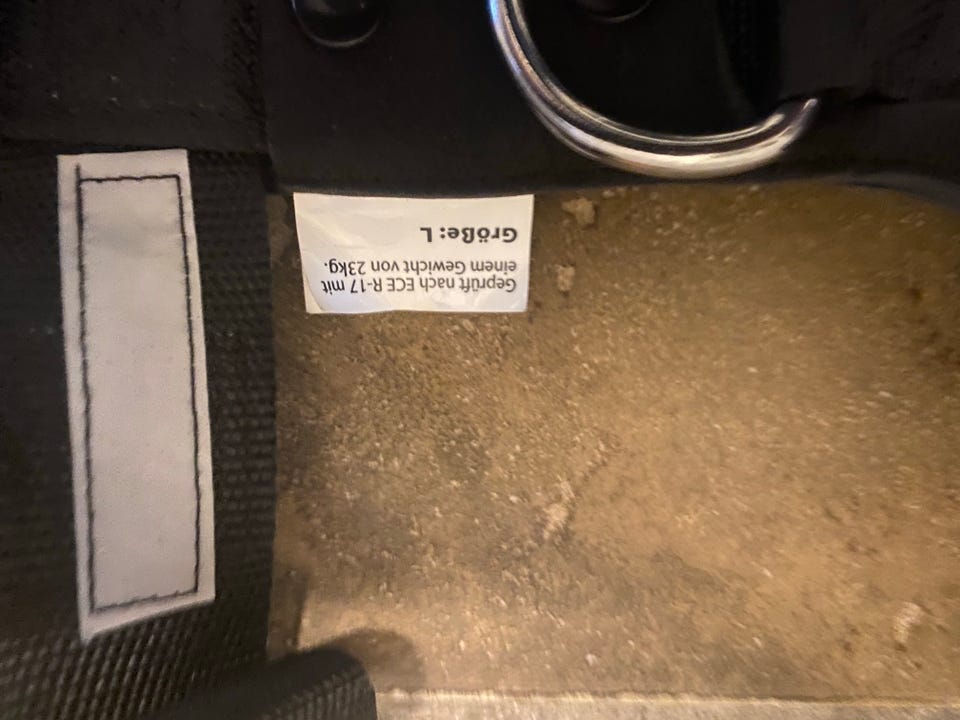 Geprüft nach ECE R-17 mit
einem Gewicht von 23kg.
Größe: L